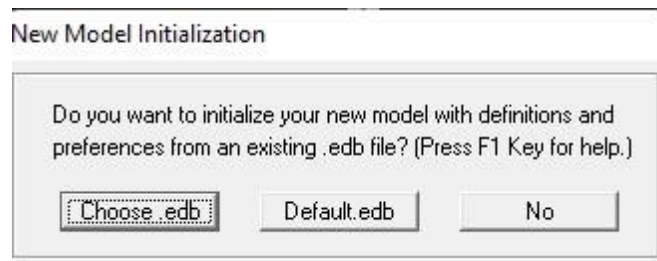 New Model Initialization
Do you want to initialize your new model with definitions and
preferences from an existing .edb file? (Press F1 Key for help.)
Choose .edb
Default.edb
No